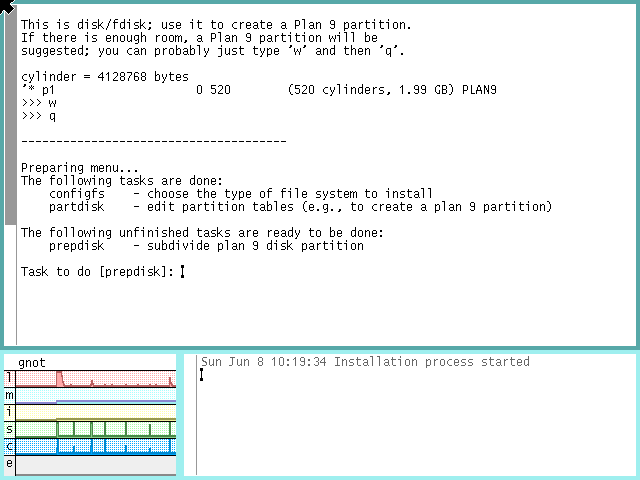 This is disk/fdisk; use it to create a Plan 9 partition.
If there is enough room, a Plan 9 partition will be
suggested; you can probably just type 'w' and then 'q'.
cylinder = 4128768 bytes
'* p1                    0 520        (520 cylinders, 1.99 GB) PLAN9
>>> w
>>> q
--------------------------------------
Preparing menu...
The following tasks are done:
    configfs    - choose the type of file system to install
    partdisk    - edit partition tables (e.g., to create a plan 9 partition)
The following unfinished tasks are ready to be done:
    prepdisk    - subdivide plan 9 disk partition
Task to do [prepdisk]:
gnot
l
m
i
s
c
e
Sun Jun 8 10:19:34 Installation process started